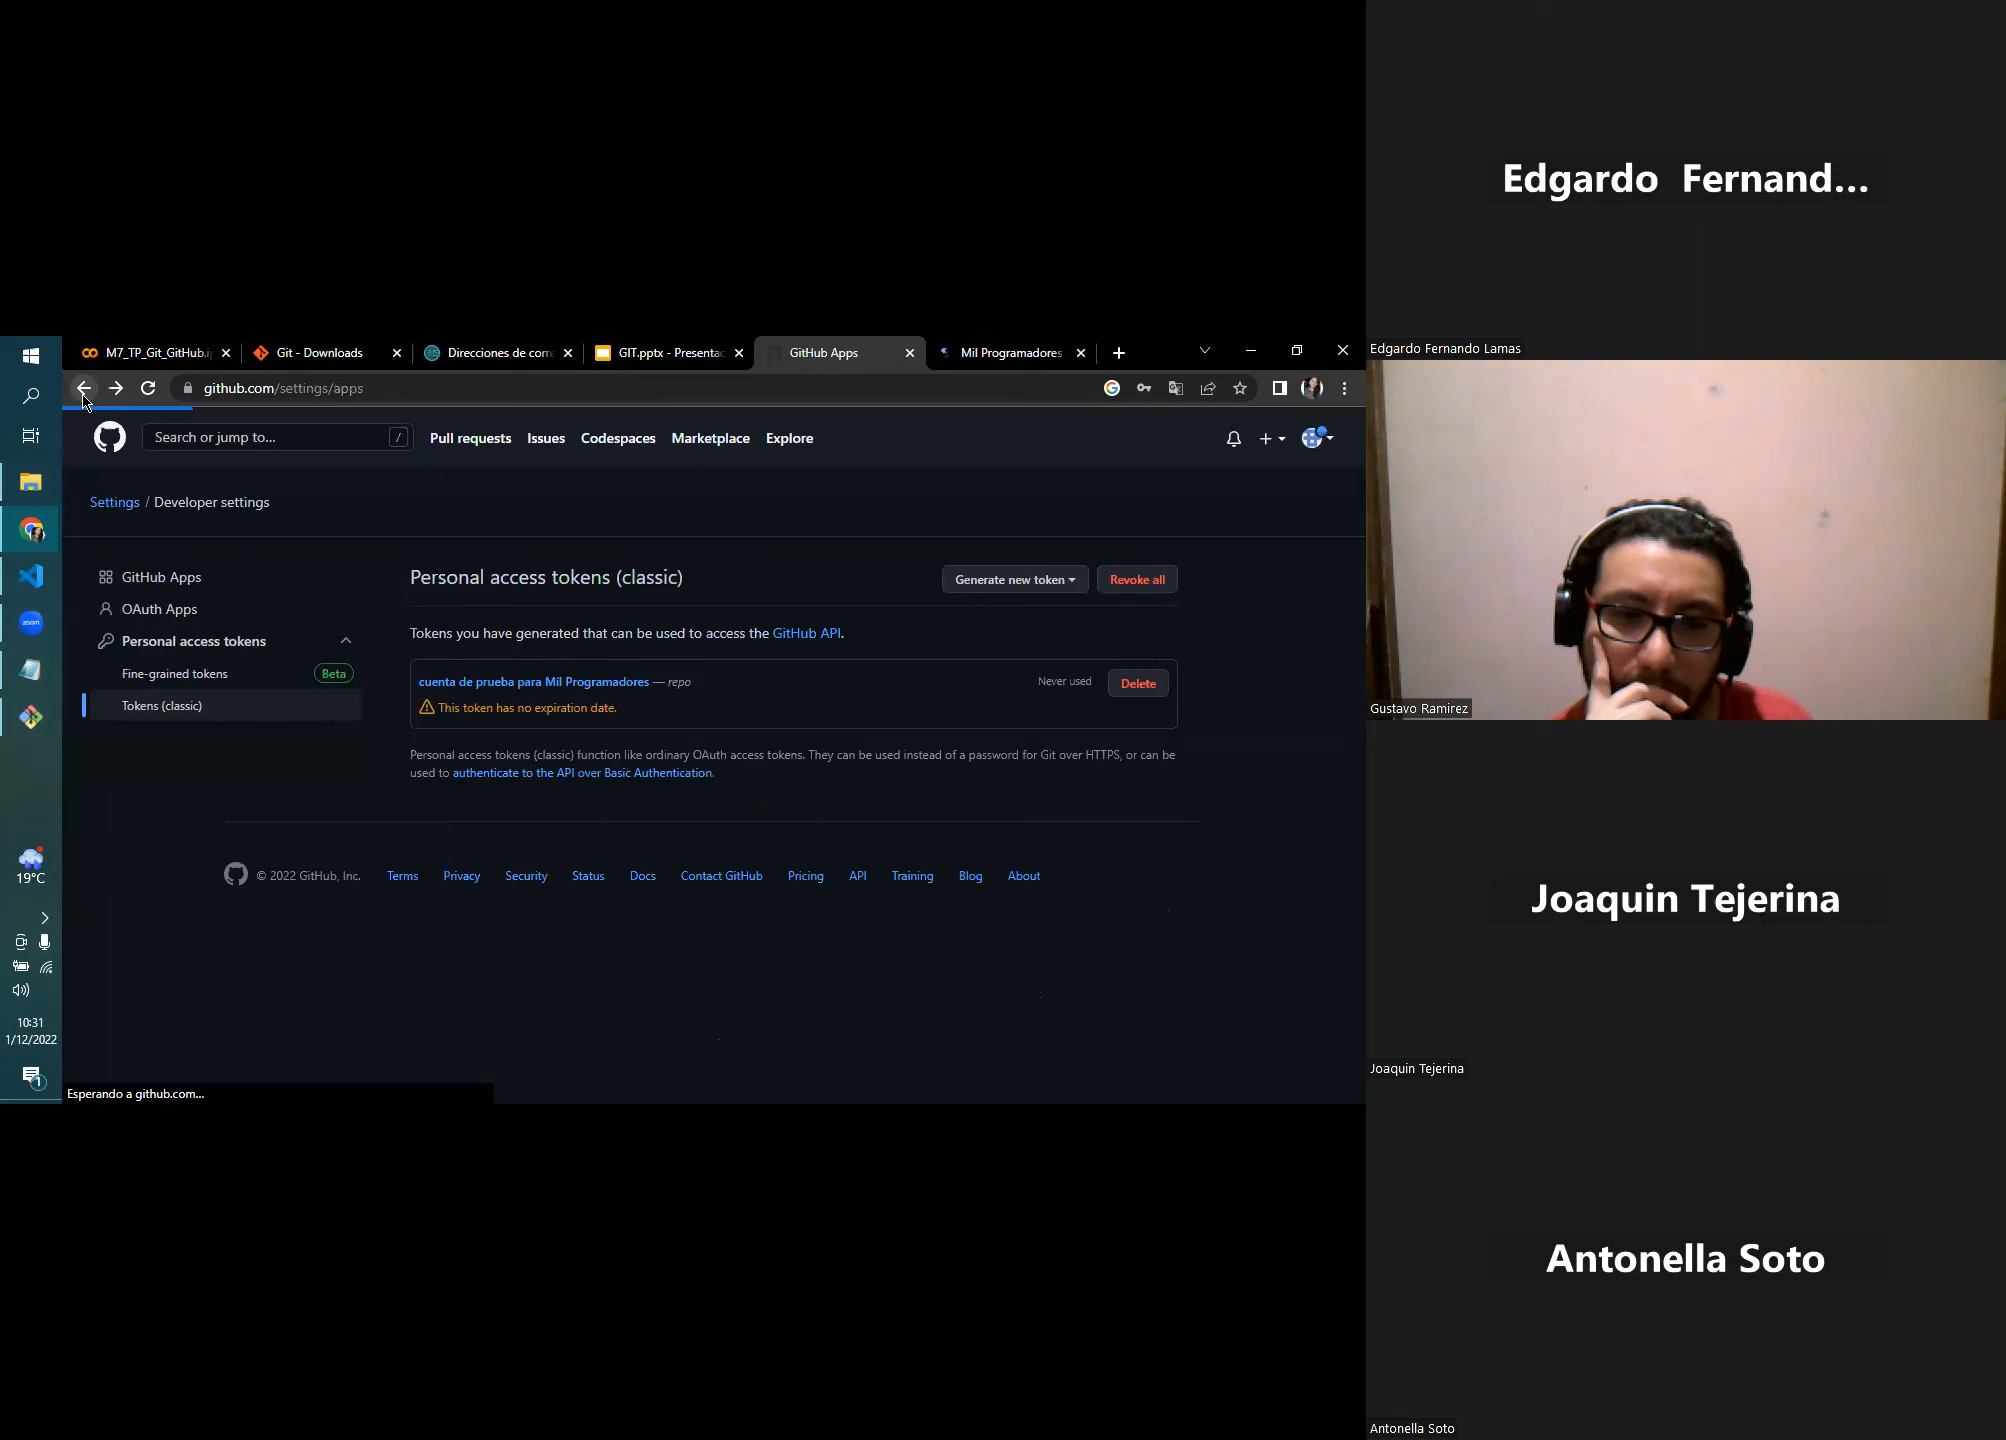 M7_TP_Git_GitHub.i
Git - Downloads
Direcciones de corre
GIT.pptx - Presentac
GitHub Apps
Mil Programadores
github.com/settings/apps
Search or jump to...
/
Pull requests
Issues
Codespaces
Marketplace
Explore
Settings / Developer settings
GitHub Apps
OAuth Apps
Personal access tokens
Fine-grained tokens
Beta
Tokens (classic)
Personal access tokens (classic)
Generate new token
Revoke all
Tokens you have generated that can be used to access the GitHub API.
cuenta de prueba para Mil Programadores — repo
Never used
Delete
This token has no expiration date.
Personal access tokens (classic) function like ordinary OAuth access tokens. They can be used instead of a password for Git over HTTPS, or can be
used to authenticate to the API over Basic Authentication.
© 2022 GitHub, Inc.
Terms
Privacy
Security
Status
Docs
Contact GitHub
Pricing
API
Training
Blog
About
zoom
19°C
10:31
1/12/2022
1
Esperando a github.com...
Edgardo Fernand...
Edgardo Fernando Lamas
Gustavo Ramirez
Joaquin Tejerina
Joaquin Tejerina
Antonella Soto
Antonella Soto